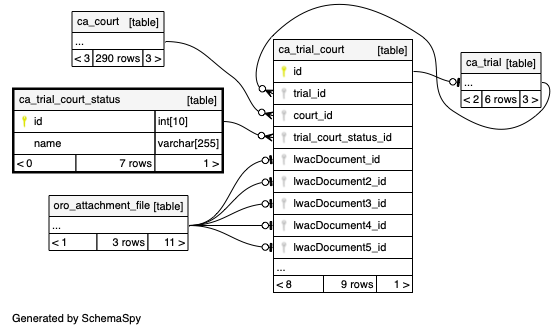 ca_court [table]
...
< 3 290 rows 3 >
ca_trial_court_status [table]
id int[10]
name varchar[255]
< 0 7 rows 1 >
oro_attachment_file [table]
...
< 1 3 rows 11 >
ca_trial_court [table]
id
trial_id
court_id
trial_court_status_id
lwacDocument_id
lwacDocument2_id
lwacDocument3_id
lwacDocument4_id
lwacDocument5_id
...
< 8 9 rows 1 >
ca_trial [table]
...
< 2 6 rows 3 >
Generated by SchemaSpy